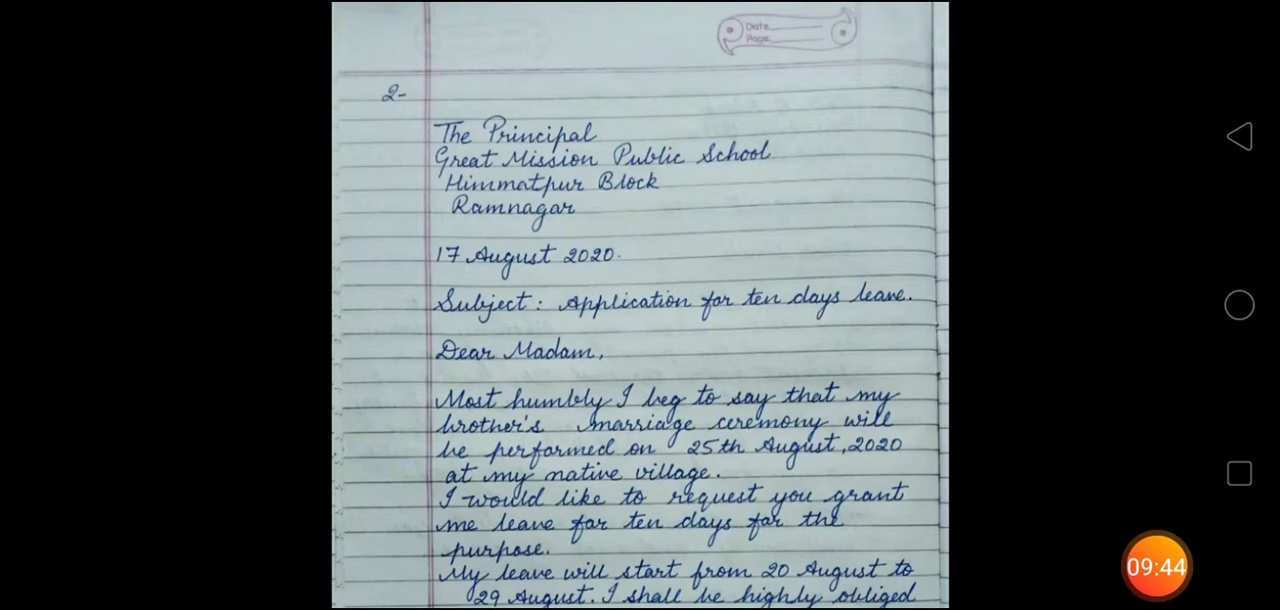 Date
Page
2-
The Principal
Great Mission Public School
Himmatpur Block
Ramnagar
17 August 2020.
Subject: Application for ten days leave.
Dear Madam,
Most humbly I beg to say that my
brother's marriage ceremony will
be performed on 25th August, 2020
at my native village.
I would like to request you grant
me leave for ten days for the
purpose.
My leave will start from 20 August to
29 August. I shall be highly obliged
09:44